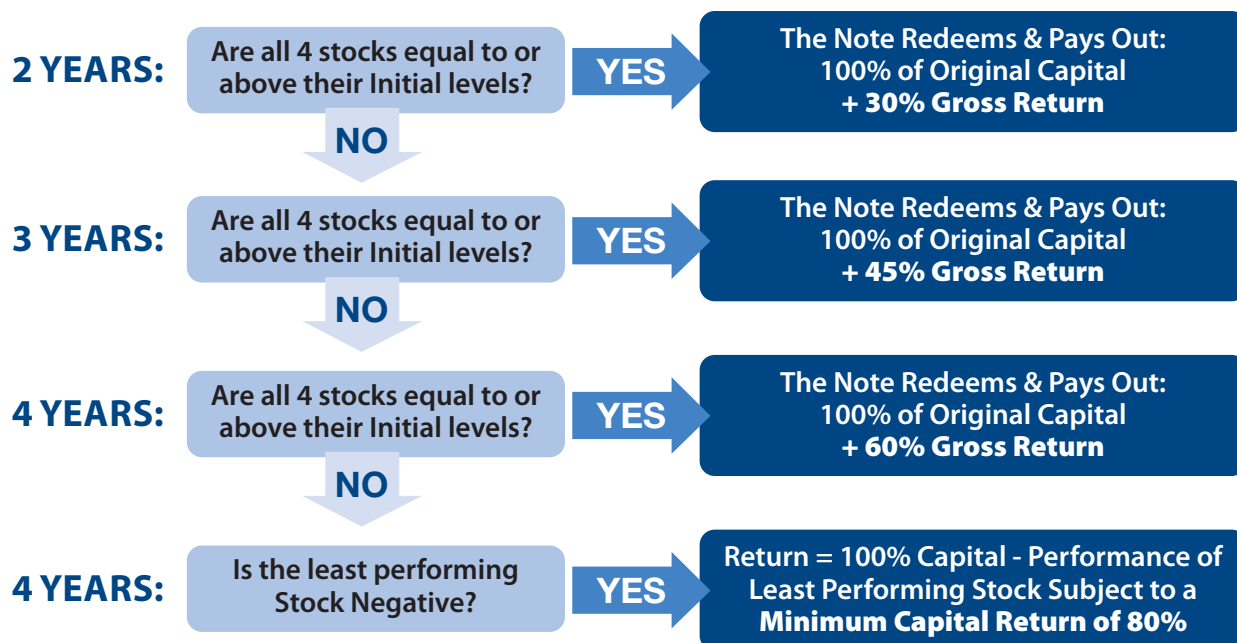 2 YEARS:
Are all 4 stocks equal to or
above their Initial levels?
YES
The Note Redeems & Pays Out:
100% of Original Capital
+ 30% Gross Return
NO
3 YEARS:
Are all 4 stocks equal to or
above their Initial levels?
YES
The Note Redeems & Pays Out:
100% of Original Capital
+ 45% Gross Return
NO
4 YEARS:
Are all 4 stocks equal to or
above their Initial levels?
YES
The Note Redeems & Pays Out:
100% of Original Capital
+ 60% Gross Return
NO
4 YEARS:
Is the least performing
Stock Negative?
YES
Return = 100% Capital - Performance of
Least Performing Stock Subject to a
Minimum Capital Return of 80%